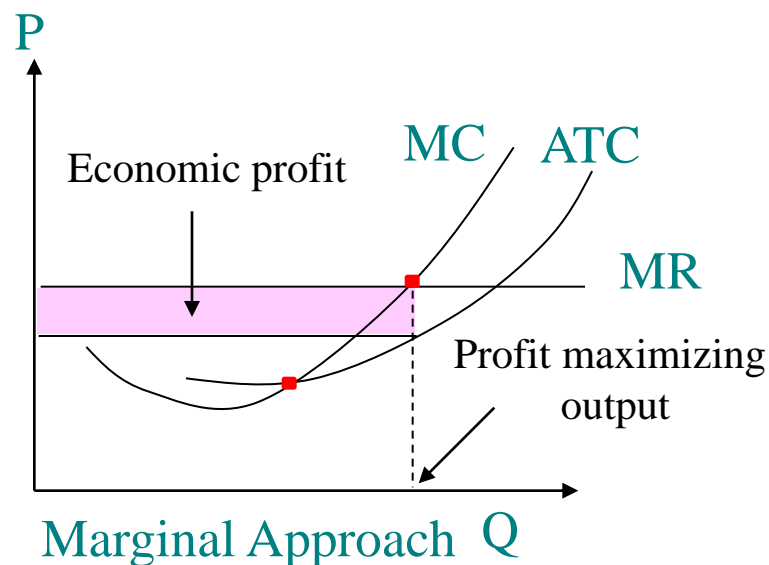 P
MC
ATC
Economic profit
MR
Profit maximizing
output
Marginal Approach
Q